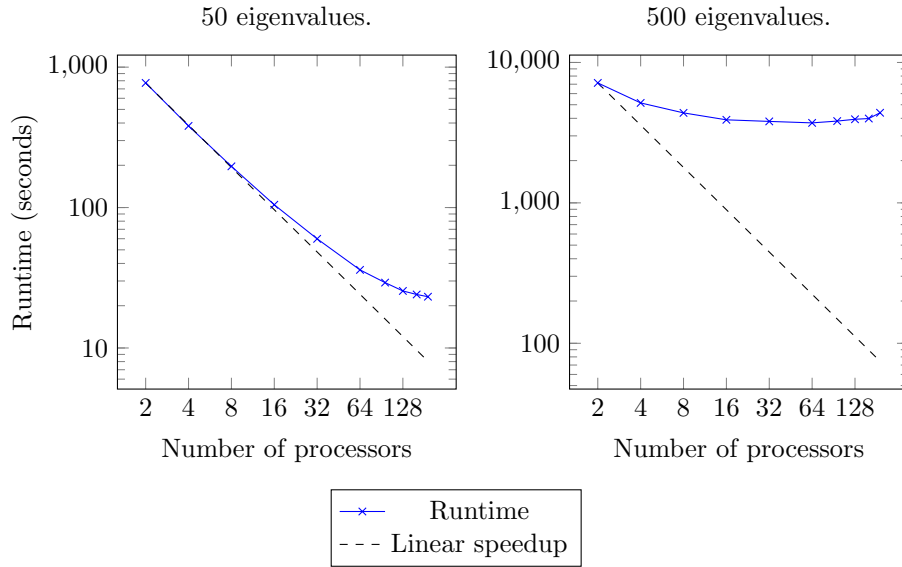 50 eigenvalues.
500 eigenvalues.
Runtime (seconds)
1,000
100
10
2 4 8 16 32 64 128
Number of processors
10,000
1,000
100
2 4 8 16 32 64 128
Number of processors
Runtime
Linear speedup